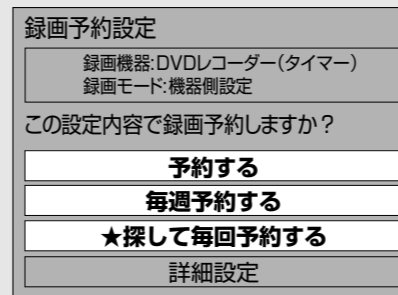 録画予約設定
録画機器:DVDレコーダー(タイマー)
録画モード:機器側設定
この設定内容で録画予約しますか?
予約する
毎週予約する
★探して毎回予約する
詳細設定